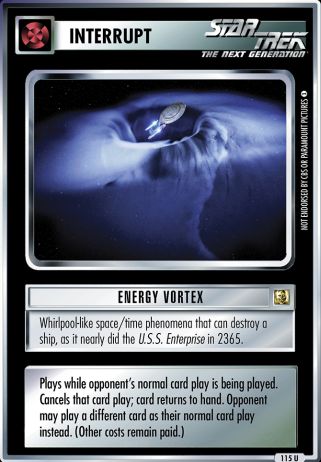 INTERRUPT
STAR TREK
THE NEXT GENERATION
NOT ENDORSED BY CBS OR PARAMOUNT PICTURES
ENERGY VORTEX
Whirlpool-like space/time phenomena that can destroy a
ship, as it nearly did the U.S.S. Enterprise in 2365.
Plays while opponent's normal card play is being played.
Cancels that card play; card returns to hand. Opponent
may play a different card as their normal card play
instead. (Other costs remain paid.)
115 U